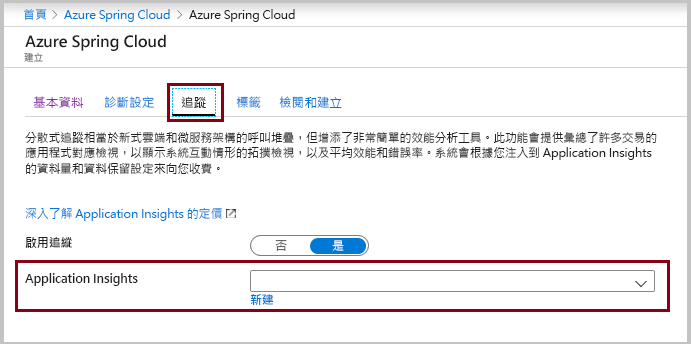 首頁 > Azure Spring Cloud > Azure Spring Cloud
Azure Spring Cloud
建立
基本資料 診斷設定 追蹤 標籤 檢閱和建立
分散式追蹤相當於新式雲端和微服務架構的呼叫堆疊，但增添了非常簡單的效能分析工具。此功能會提供彙總了許多交易的
應用程式對應檢視，以顯示系統互動情形的拓撲檢視，以及平均效能和錯誤率。系統會根據您注入到 Application Insights
的資料量和資料保留設定來向您收費。
深入了解 Application Insights 的定價
啟用追縱 否 是
Application Insights
新建